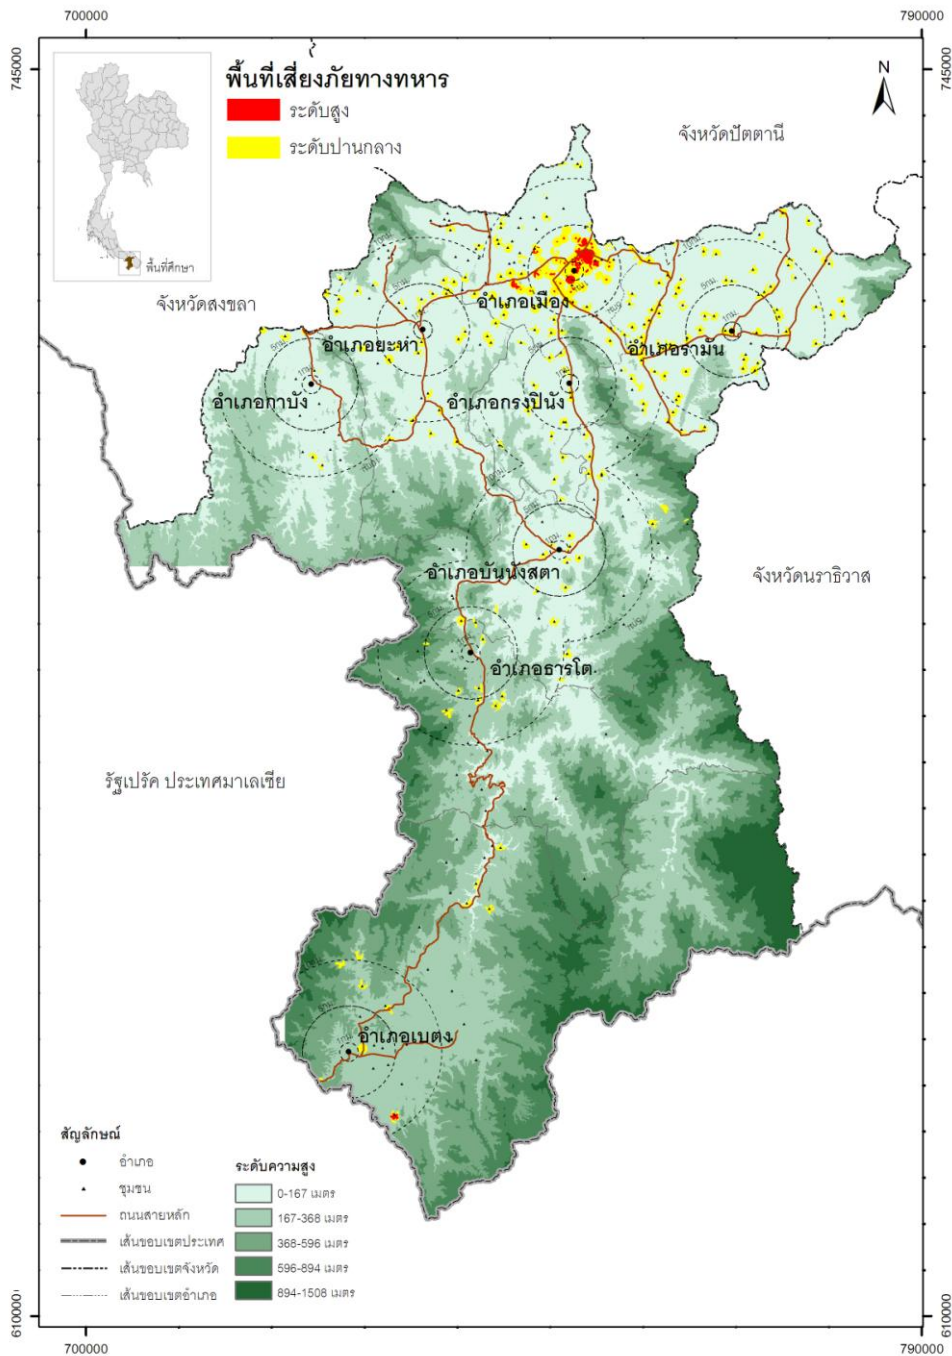 700000
790000
745000
745000
พื้นที่เสี่ยงภัยทางทหาร
ระดับสูง
ระดับปานกลาง
N
จังหวัดปัตตานี
พื้นที่ศึกษา
จังหวัดสงขลา
อำเภอเมือง
อำเภอยะหา
อำเภอรามัน
อำเภอกาบัง
อำเภอกรงปินัง
อำเภอบันนังสตา
จังหวัดนราธิวาส
อำเภอธารโต
รัฐเปรัค ประเทศมาเลเซีย
อำเภอเบตง
สัญลักษณ์
อำเภอ
ชุมชน
ถนนสายหลัก
เส้นขอบเขตประเทศ
เส้นขอบเขตจังหวัด
เส้นขอบเขตอำเภอ
ระดับความสูง
0-167 เมตร
167-368 เมตร
368-596 เมตร
596-894 เมตร
894-1508 เมตร
610000
610000
700000
790000